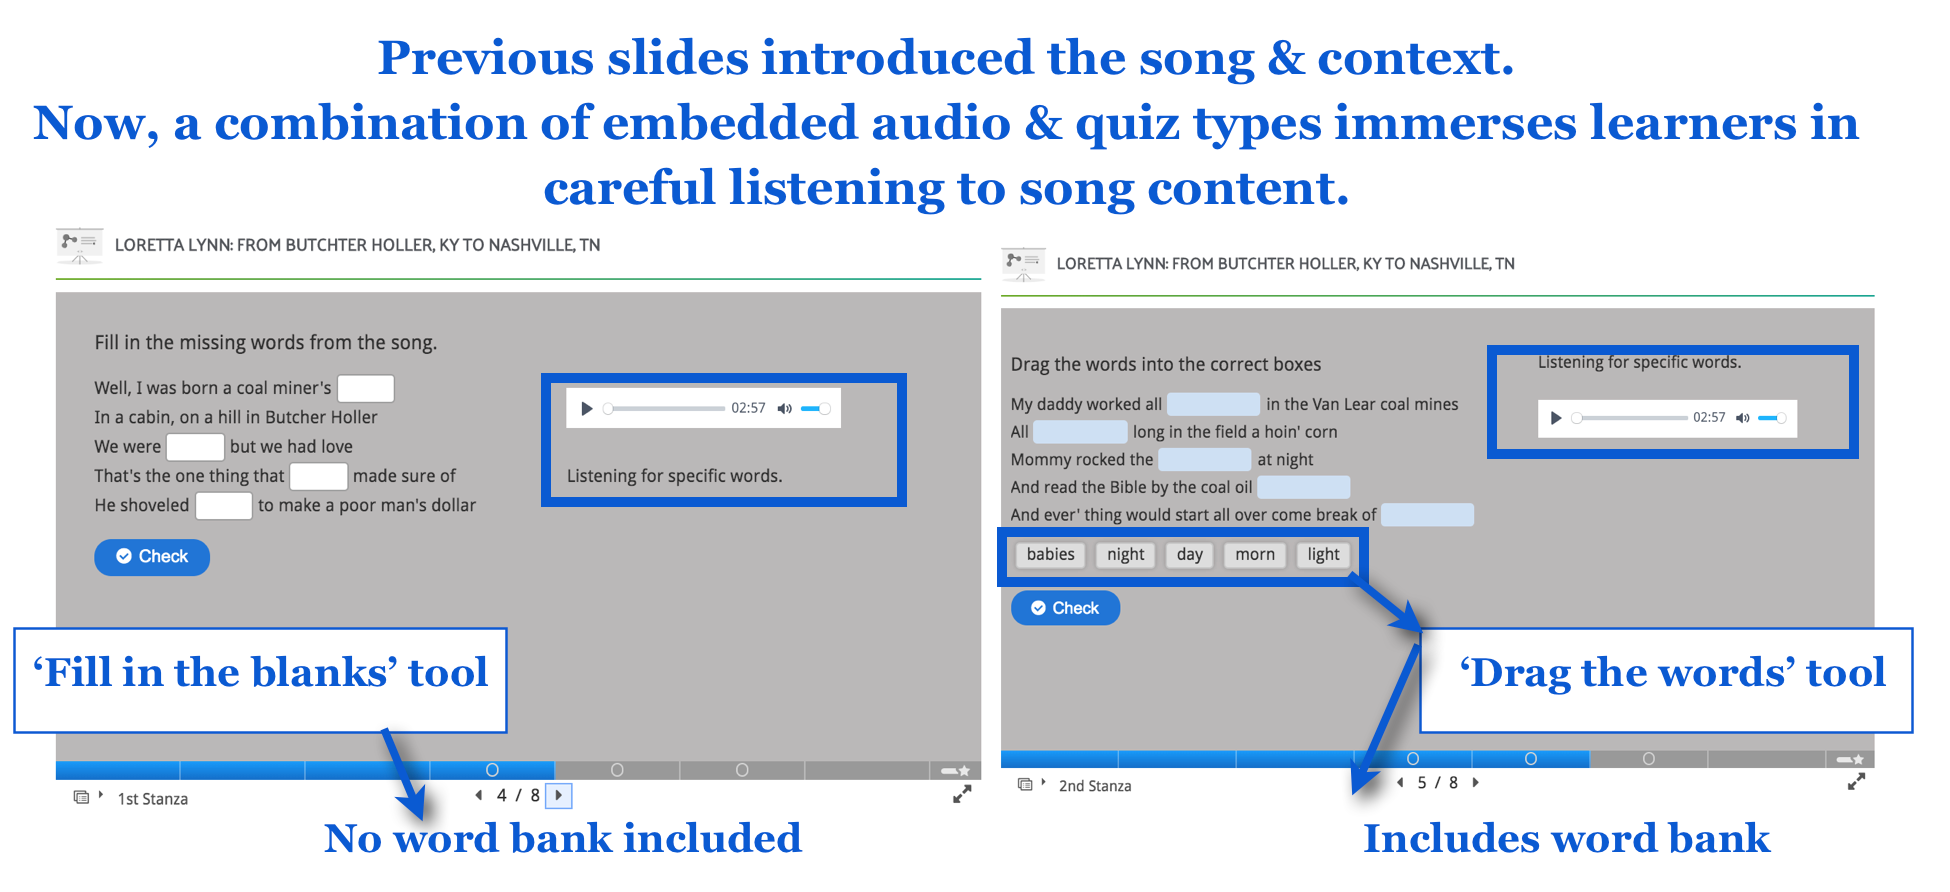 Previous slides introduced the song & context.
Now, a combination of embedded audio & quiz types immerses learners in
careful listening to song content.
LORETTA LYNN: FROM BUTCHTER HOLLER, KY TO NASHVILLE, TN
Fill in the missing words from the song.
Well, I was born a coal miner's
In a cabin, on a hill in Butcher Holler
We were but we had love
That's the one thing that made sure of
He shoveled to make a poor man's dollar
Check
02:57
Listening for specific words.
‘Fill in the blanks’ tool
1st Stanza
4 / 8
No word bank included
LORETTA LYNN: FROM BUTCHTER HOLLER, KY TO NASHVILLE, TN
Drag the words into the correct boxes
My daddy worked all in the Van Lear coal mines
All long in the field a hoin' corn
Mommy rocked the at night
And read the Bible by the coal oil
And ever' thing would start all over come break of
babies night day morn light
Check
Listening for specific words.
02:57
‘Drag the words’ tool
2nd Stanza
5 / 8
Includes word bank